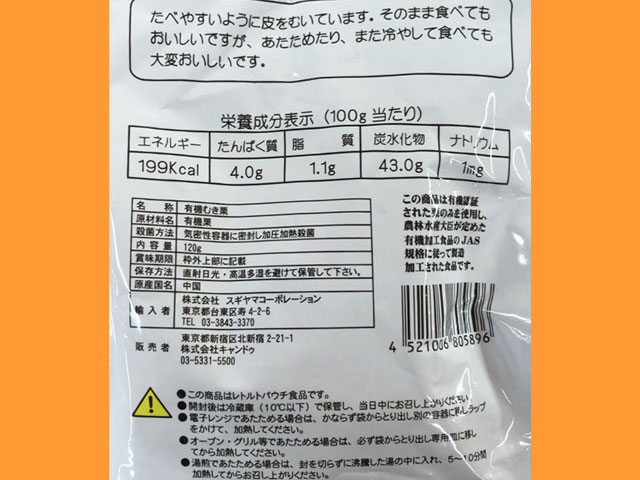 たべやすいように皮をむいています。そのまま食べても
おいしいですが、あたためたり、また冷やして食べても
大変おいしいです。
栄養成分表示（100g当たり）
エネルギー たんぱく質 脂　質 炭水化物 ナトリウム
199Kcal 4.0g 1.1g 43.0g 1mg
名称 有機むき栗
原材料名 有機栗
殺菌方法 気密性容器に密封し加圧加熱殺菌
内容量 120g
賞味期限 枠外上部に記載
保存方法 直射日光・高温多湿を避けて保管して下さい。
原産国名 中国
輸入者 株式会社 スギヤマコーポレーション
東京都台東区寿4-2-6
TEL 03-3843-3370
販売者 東京都新宿区北新宿2-21-1
株式会社キャンドゥ
03-5331-5500
この商品は有機認証
された原料のみを使用し、
農林水産大臣が定めた
有機加工食品のJAS
規格に従って製造
加工された食品です。
4 521006 805896
●この商品はレトルトパウチ食品です。
●開封後は冷蔵庫（10℃以下）で保管し、当日中にお召し上がりください。
●電子レンジであたためる場合は、かならず袋からとり出し別の容器に移しラップ
をかけて、加熱してください。
●オーブン・グリル等であたためる場合は、必ず袋からとり出し専用皿に移し
てから加熱してください。
●湯煎であたためる場合は、封を切らずに沸騰した湯の中に入れ、5〜10分間
加熱してからお召し上がりください。